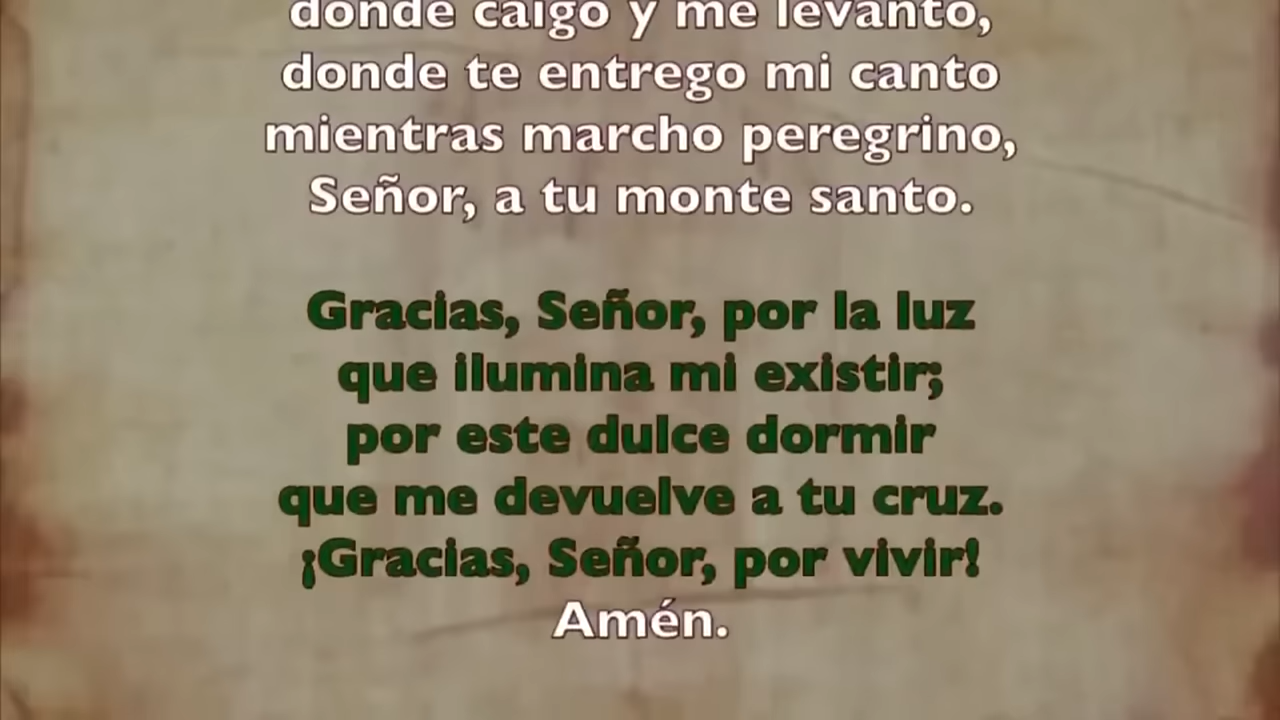 donde caigo y me levanto,
donde te entrego mi canto
mientras marcho peregrino,
Señor, a tu monte santo.
Gracias, Señor, por la luz
que ilumina mi existir;
por este dulce dormir
que me devuelve a tu cruz.
¡Gracias, Señor, por vivir!
Amén.